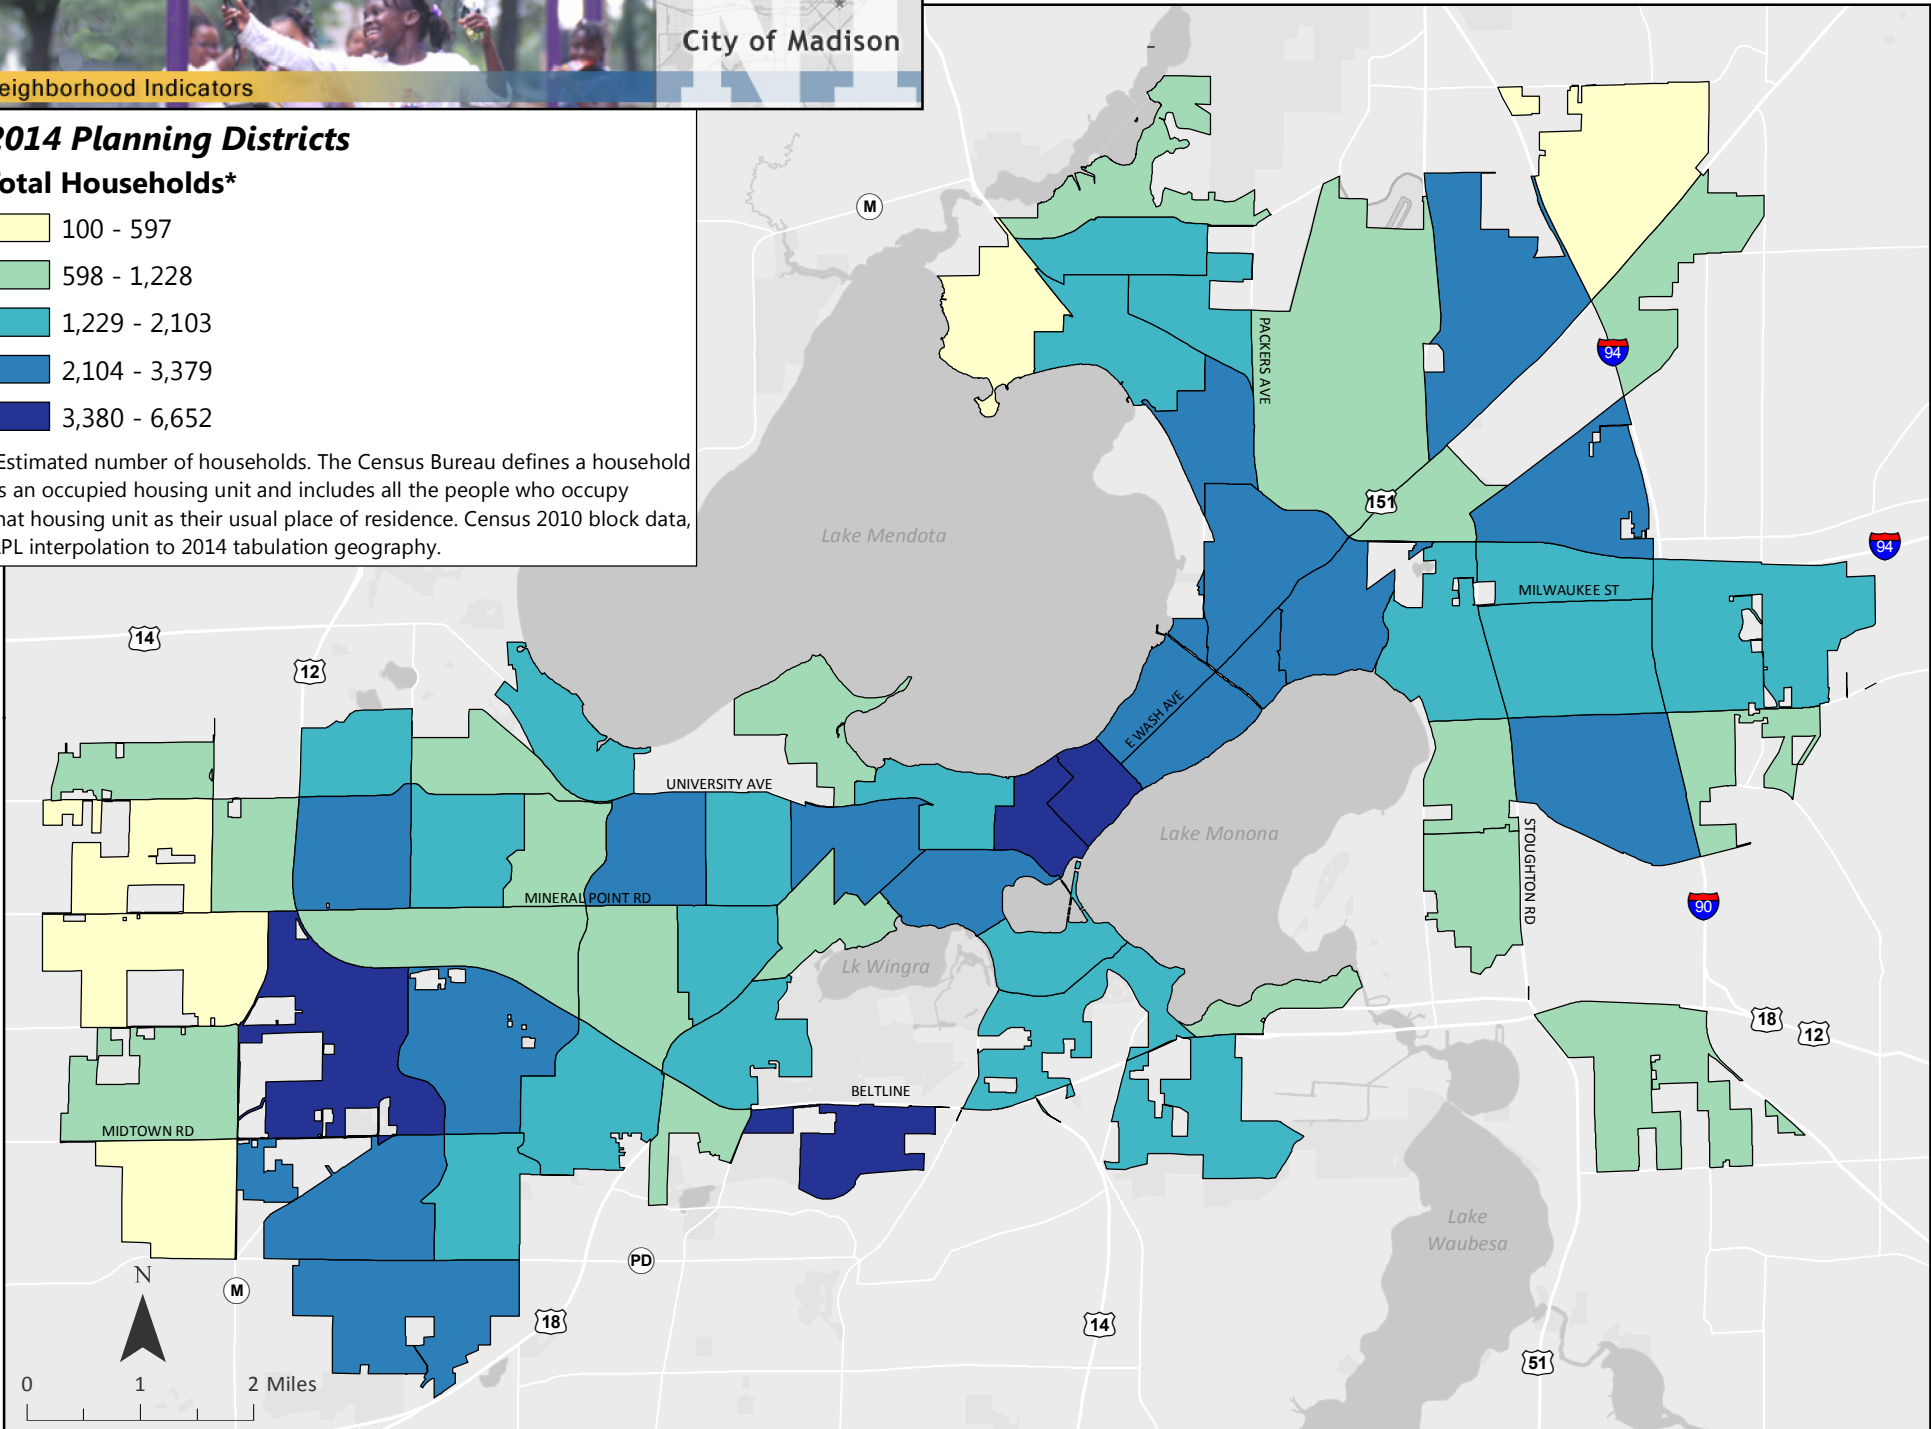 City of Madison
eighborhood Indicators
2014 Planning Districts
otal Households*
100 - 597
598 - 1,228
1,229 - 2,103
2,104 - 3,379
3,380 - 6,652
Estimated number of households. The Census Bureau defines a household
s an occupied housing unit and includes all the people who occupy
hat housing unit as their usual place of residence. Census 2010 block data,
PL interpolation to 2014 tabulation geography.
M
PACKERS AVE
94
151
Lake Mendota
94
MILWAUKEE ST
14
12
E WASH AVE
UNIVERSITY AVE
Lake Monona
STOUGHTON RD
MINERAL POINT RD
90
Lk Wingra
18
12
BELTLINE
MIDTOWN RD
Lake
Waubesa
PD
N
M
18
14
51
0 1 2 Miles